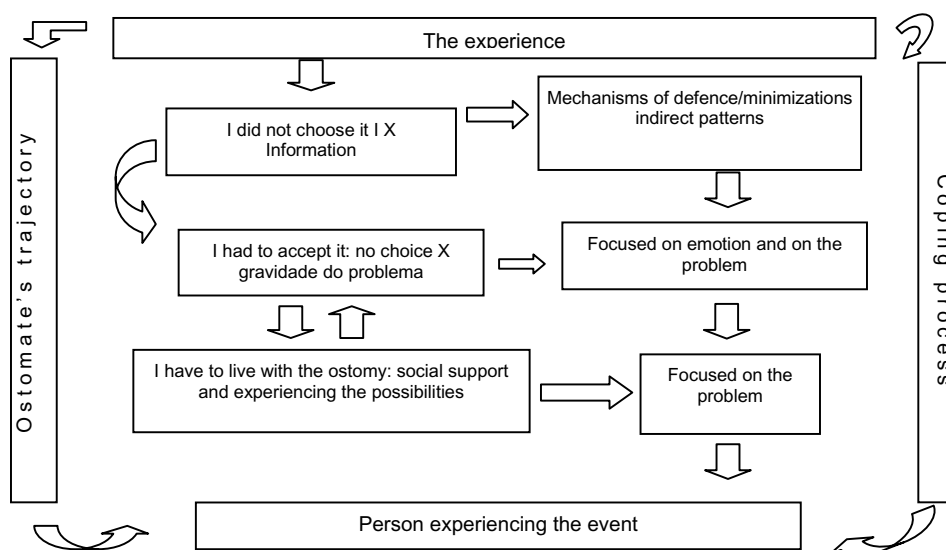 The experience
Ostomate's trajectory
I did not choose it I X
Information
Mechanisms of defence/minimizations
indirect patterns
I had to accept it: no choice X
gravidade do problema
Focused on emotion and on the
problem
I have to live with the ostomy: social support
and experiencing the possibilities
Focused on the
problem
Coping process
Person experiencing the event